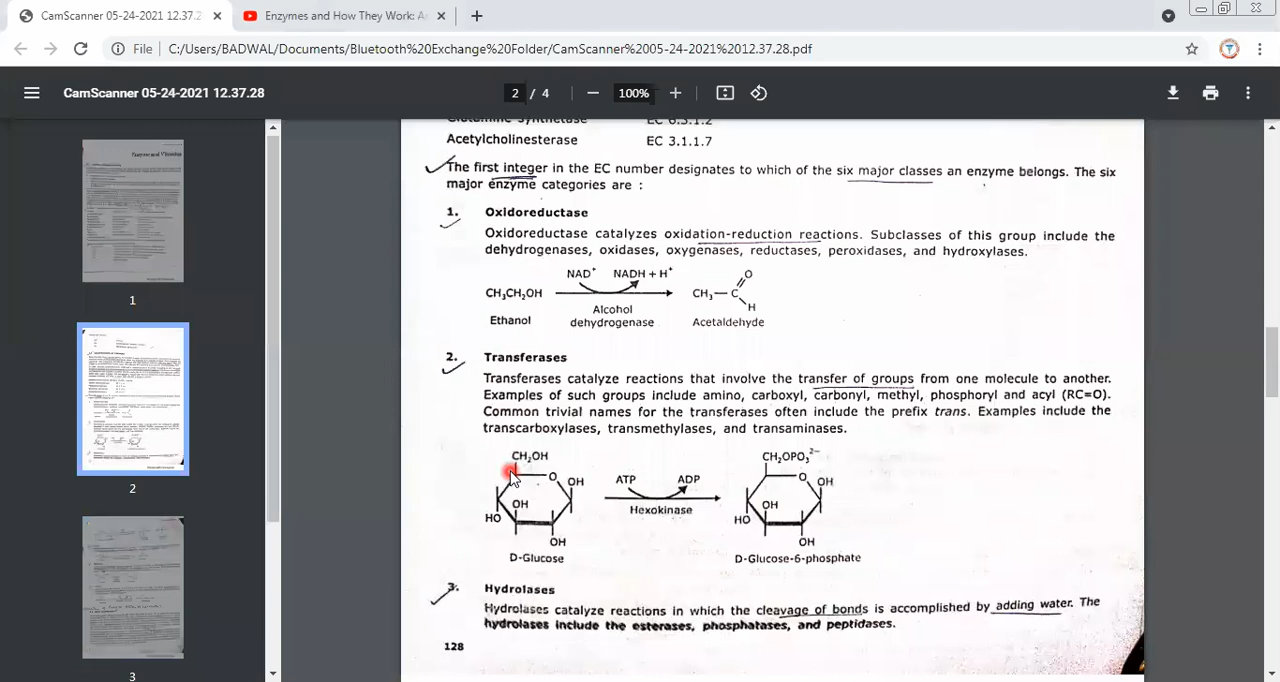 CamScanner 05-24-2021 12.37.2
Enzymes and How They Work: A
File
C:/Users/BADWAL/Documents/Bluetooth%20Exchange%20Folder/CamScanner%2005-24-2021%2012.37.28.pdf
CamScanner 05-24-2021 12.37.28
2 / 4
100%
1
2
3
EC 6.3.1.2
Acetylcholinesterase EC 3.1.1.7
The first integer in the EC number designates to which of the six major classes an enzyme belongs. The six
major enzyme categories are :
1. Oxidoreductase
Oxidoreductase catalyzes oxidation-reduction reactions. Subclasses of this group include the
dehydrogenases, oxidases, oxygenases, reductases, peroxidases, and hydroxylases.
NAD⁺ NADH + H⁺
CH₃CH₂OH
CH₃—C
O
H
Alcohol
dehydrogenase
Ethanol
Acetaldehyde
2. Transferases
Transferases catalyze reactions that involve the transfer of groups from one molecule to another.
Examples of such groups include amino, carboxyl, carbonyl, methyl, phosphoryl and acyl (RC=O).
Common trivial names for the transferases often include the prefix trans. Examples include the
transcarboxylases, transmethylases, and transaminases.
CH₂OH
O
OH
OH
HO
OH
D-Glucose
ATP ADP
Hexokinase
CH₂OPO₃²⁻
O
OH
OH
HO
OH
D-Glucose-6-phosphate
3. Hydrolases
Hydrolases catalyze reactions in which the cleavage of bonds is accomplished by adding water. The
hydrolases include the esterases, phosphatases, and peptidases.
128